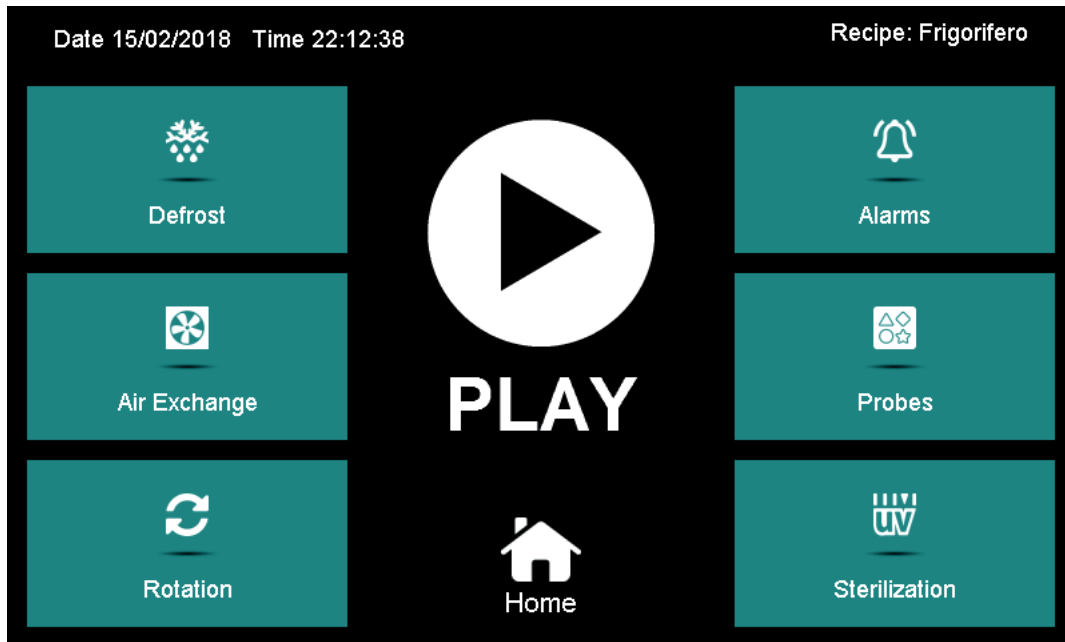 Date 15/02/2018 Time 22:12:38
Recipe: Frigorifero
Defrost
Alarms
Air Exchange
PLAY
Probes
Rotation
Home
UV
Sterilization